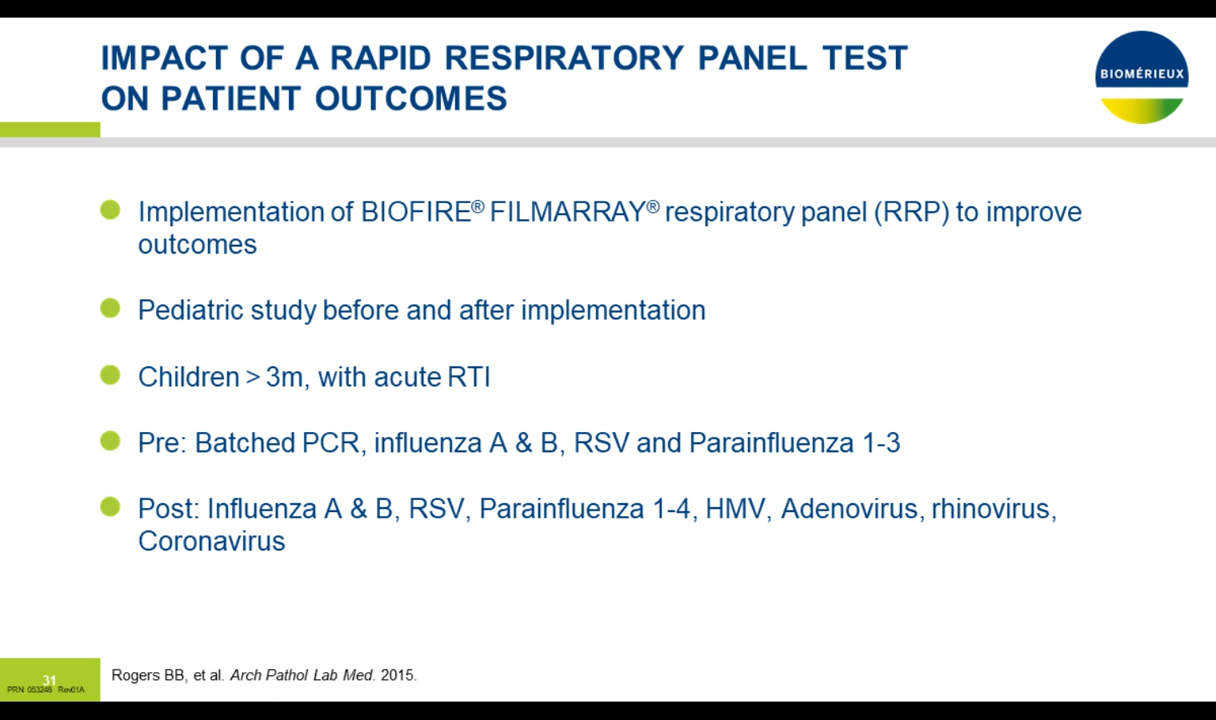 IMPACT OF A RAPID RESPIRATORY PANEL TEST
ON PATIENT OUTCOMES
BIOMÉRIEUX
Implementation of BIOFIRE® FILMARRAY® respiratory panel (RRP) to improve
outcomes
Pediatric study before and after implementation
Children > 3m, with acute RTI
Pre: Batched PCR, influenza A & B, RSV and Parainfluenza 1-3
Post: Influenza A & B, RSV, Parainfluenza 1-4, HMV, Adenovirus, rhinovirus,
Coronavirus
Rogers BB, et al. Arch Pathol Lab Med. 2015.
31
PRN 053248 Rev01A